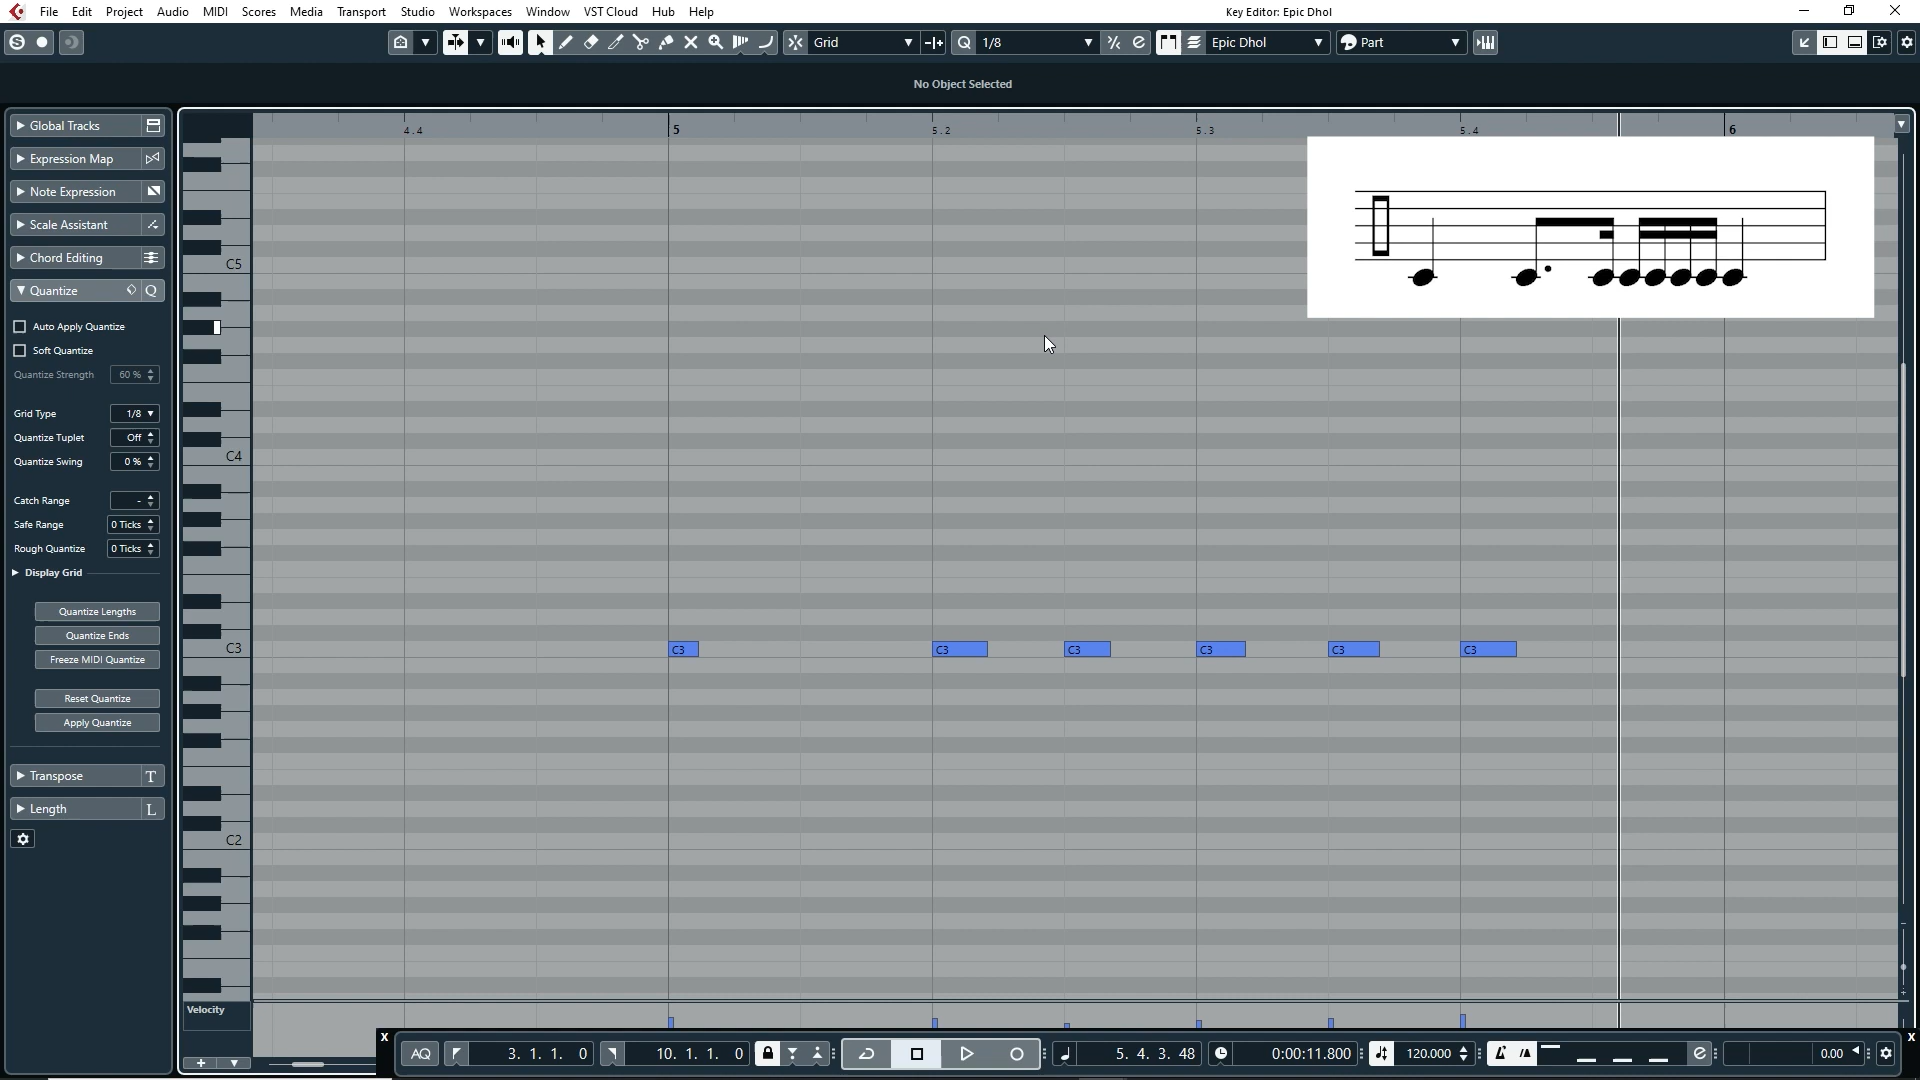 File Edit Project Audio MIDI Scores Media Transport Studio Workspaces Window VST Cloud Hub Help
Key Editor: Epic Dhol
Grid
Q 1/8
Epic Dhol
Part
No Object Selected
Global Tracks
Expression Map
Note Expression
Scale Assistant
Chord Editing
Quantize Q
Auto Apply Quantize
Soft Quantize
Quantize Strength 60 %
Grid Type 1/8
Quantize Tuplet Off
Quantize Swing 0 %
Catch Range -
Safe Range 0 Ticks
Rough Quantize 0 Ticks
Display Grid
Quantize Lengths
Quantize Ends
Freeze MIDI Quantize
Reset Quantize
Apply Quantize
Transpose T
Length L
4.4 5 5.2 5.3 5.4 6
C5
C4
C3
C3 C3 C3 C3 C3 C3
C2
Velocity
X AQ 3. 1. 1. 0 10. 1. 1. 0 5. 4. 3. 48 0:00:11.800 120.000 0.00 X